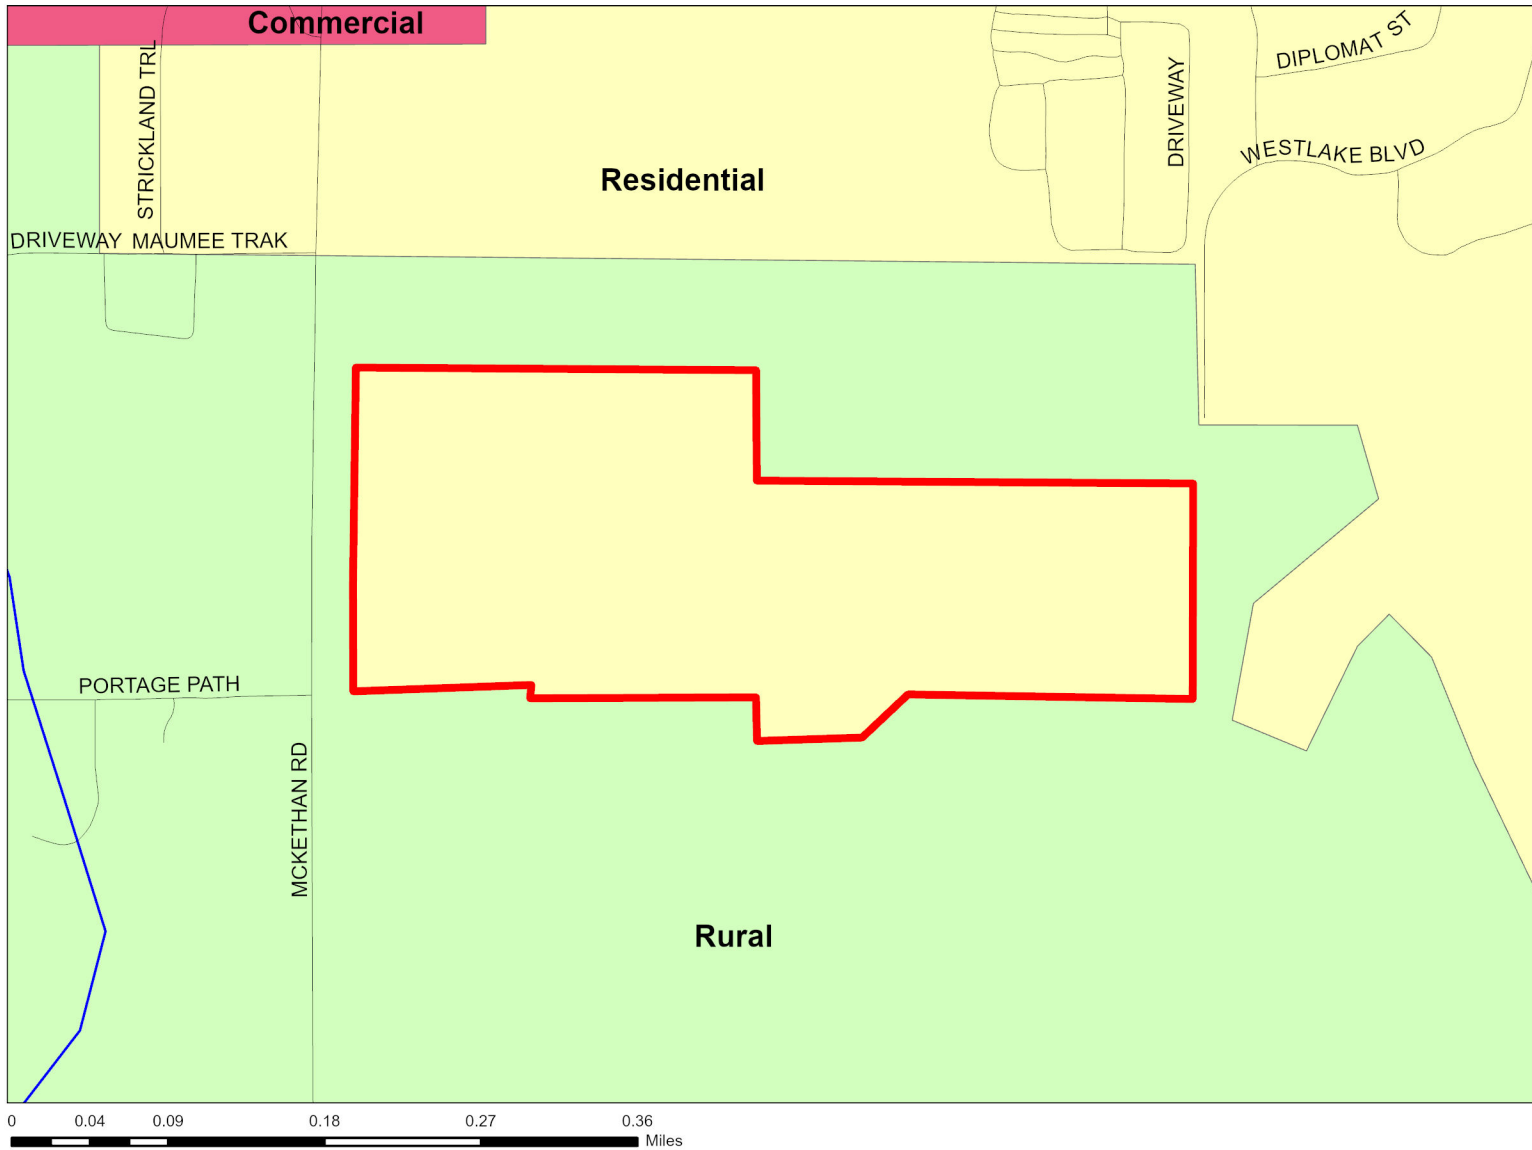 Commercial
STRICKLAND TRL
DIPLOMAT ST
DRIVEWAY
WESTLAKE BLVD
Residential
DRIVEWAY MAUMEE TRAK
PORTAGE PATH
MCKETHAN RD
Rural
0 0.04 0.09 0.18 0.27 0.36
Miles